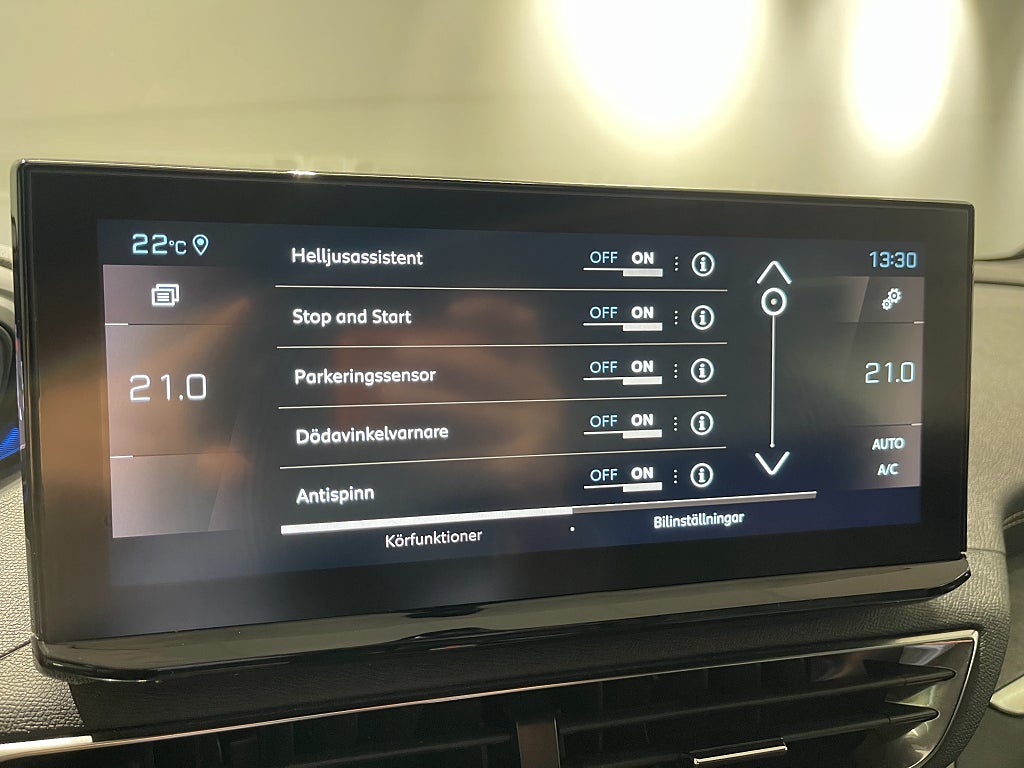 22°C
13:30
Helljusassistent OFF ON
Stop and Start OFF ON
21.0
Parkeringssensor OFF ON
21.0
Dödavinkelvarnare OFF ON
AUTO
A/C
Antispinn OFF ON
Körfunktioner
Bilinställningar